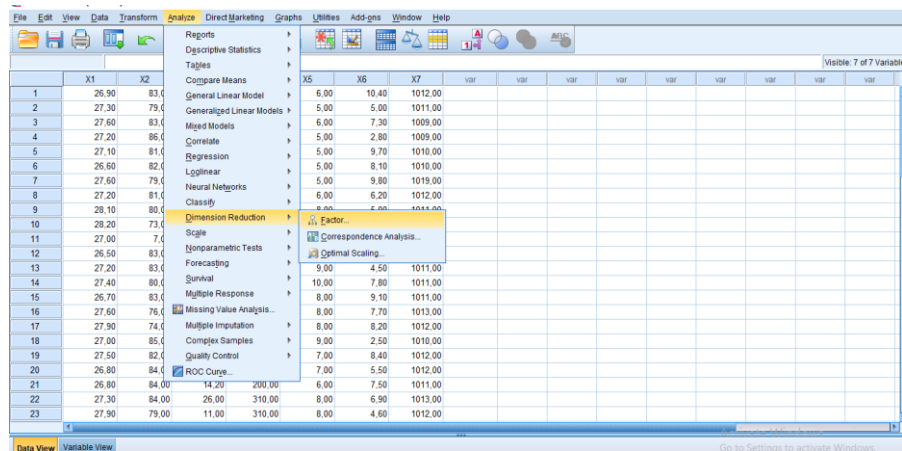 File Edit View Data Transform Analyze Direct Marketing Graphs Utilities Add-ons Window Help
Visible: 7 of 7 Variable
Reports
Descriptive Statistics
Tables
Compare Means
General Linear Model
Generalized Linear Models
Mixed Models
Correlate
Regression
Loglinear
Neural Networks
Classify
Dimension Reduction
Scale
Nonparametric Tests
Forecasting
Survival
Multiple Response
Missing Value Analysis...
Multiple Imputation
Complex Samples
Quality Control
ROC Curve...
Factor...
Correspondence Analysis...
Optimal Scaling...
X1 X2 X5 X6 X7 var var var var var var var var
1 26,90 83,0 6,00 10,40 1012,00
2 27,30 79,0 5,00 5,00 1011,00
3 27,60 83,0 6,00 7,30 1009,00
4 27,20 86,0 5,00 2,80 1009,00
5 27,10 81,0 5,00 9,70 1010,00
6 26,60 82,0 5,00 8,10 1010,00
7 27,60 79,0 5,00 9,80 1019,00
8 27,20 81,0 6,00 6,20 1012,00
9 28,10 80,0
10 28,20 73,0
11 27,00 7,0
12 26,50 83,0
13 27,20 83,0 9,00 4,50 1011,00
14 27,40 80,0 10,00 7,80 1011,00
15 26,70 83,0 8,00 9,10 1011,00
16 27,60 76,0 8,00 7,70 1013,00
17 27,90 74,0 8,00 8,20 1012,00
18 27,00 85,0 9,00 2,50 1010,00
19 27,50 82,0 7,00 8,40 1012,00
20 26,80 84,0 7,00 5,50 1012,00
21 26,80 84,00 14,20 200,00 6,00 7,50 1011,00
22 27,30 84,00 26,00 310,00 8,00 6,90 1013,00
23 27,90 79,00 11,00 310,00 8,00 4,60 1012,00
Data View Variable View
Go to Settings to activate Windows.